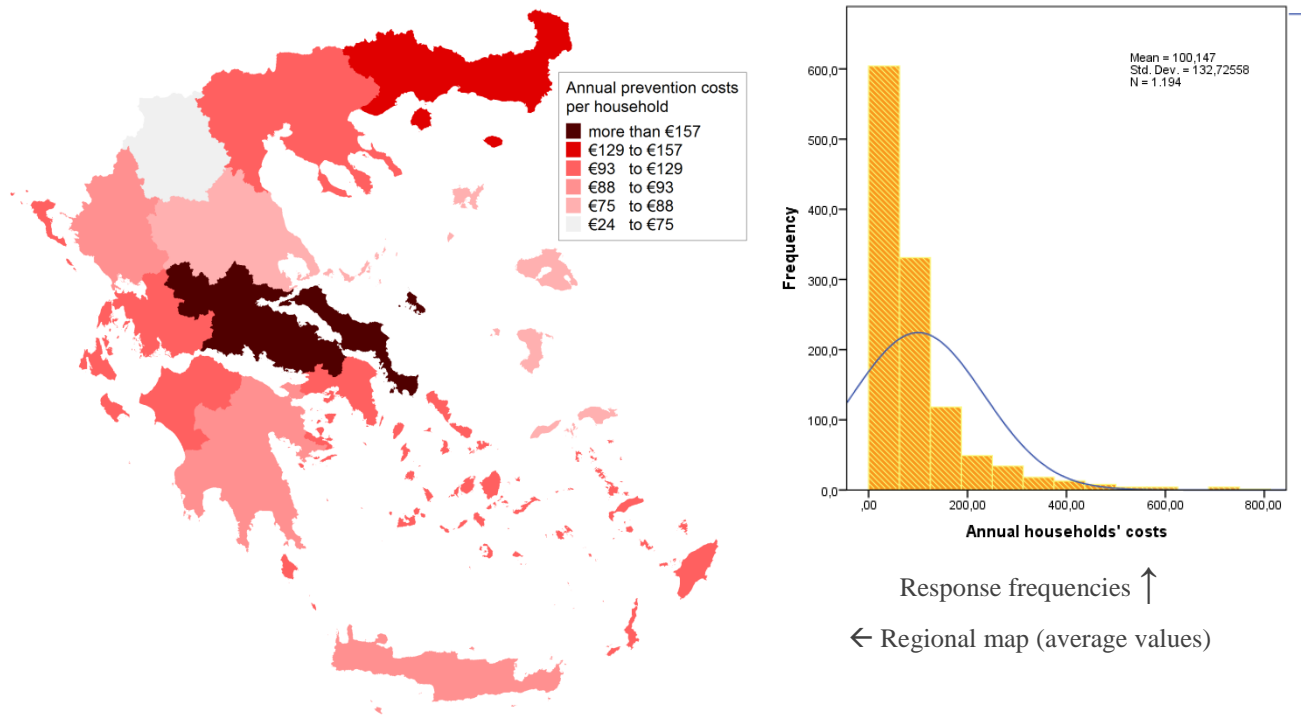 Annual prevention costs
per household
more than €157
€129 to €157
€93 to €129
€88 to €93
€75 to €88
€24 to €75
Mean = 100,147
Std. Dev. = 132,72558
N = 1.194
600,0
500,0
400,0
300,0
200,0
100,0
0,0
Frequency
,00
200,00
400,00
600,00
800,00
Annual households' costs
Response frequencies ↑
← Regional map (average values)